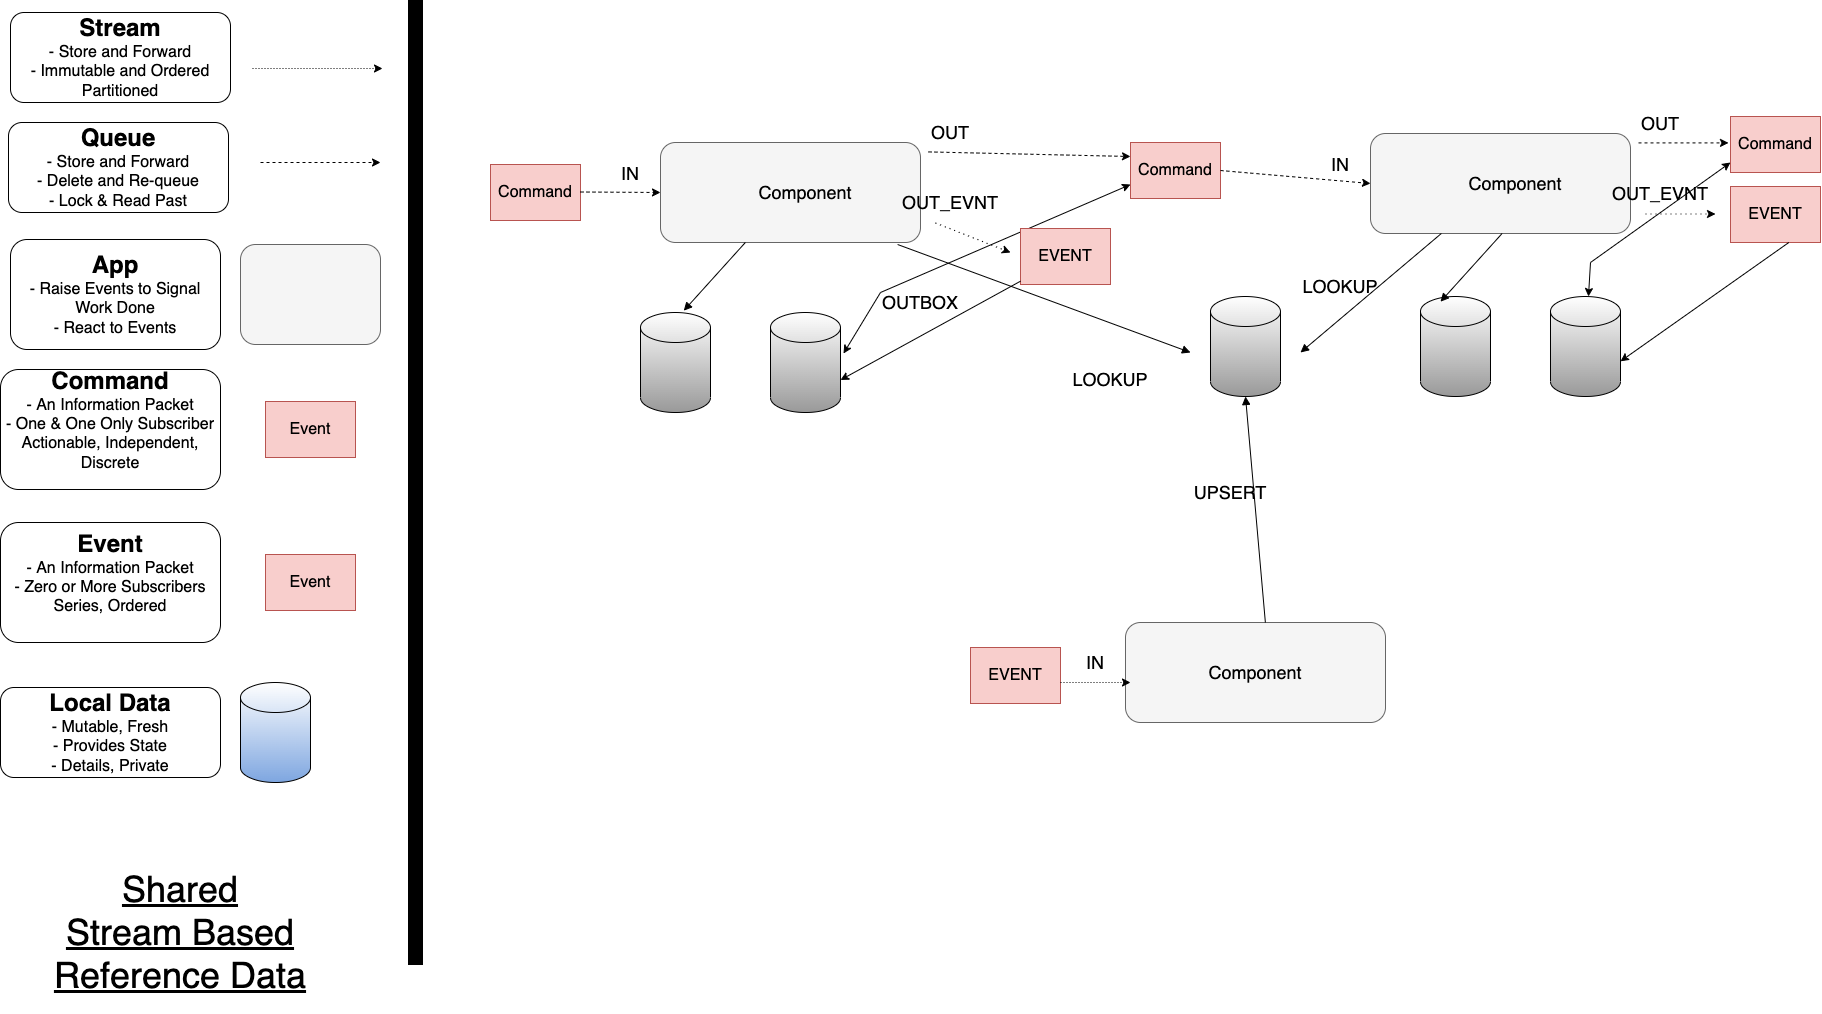 Stream
- Store and Forward
- Immutable and Ordered
Partitioned
Queue
- Store and Forward
- Delete and Re-queue
- Lock & Read Past
App
- Raise Events to Signal
Work Done
- React to Events
Command
- An Information Packet
- One & One Only Subscriber
Actionable, Independent,
Discrete
Event
Event
- An Information Packet
- Zero or More Subscribers
Series, Ordered
Event
Local Data
- Mutable, Fresh
- Provides State
- Details, Private
Shared
Stream Based
Reference Data
Command
IN
Component
OUT
OUT_EVNT
Command
EVENT
OUTBOX
LOOKUP
IN
Component
OUT
Command
OUT_EVNT
EVENT
LOOKUP
UPSERT
EVENT
IN
Component